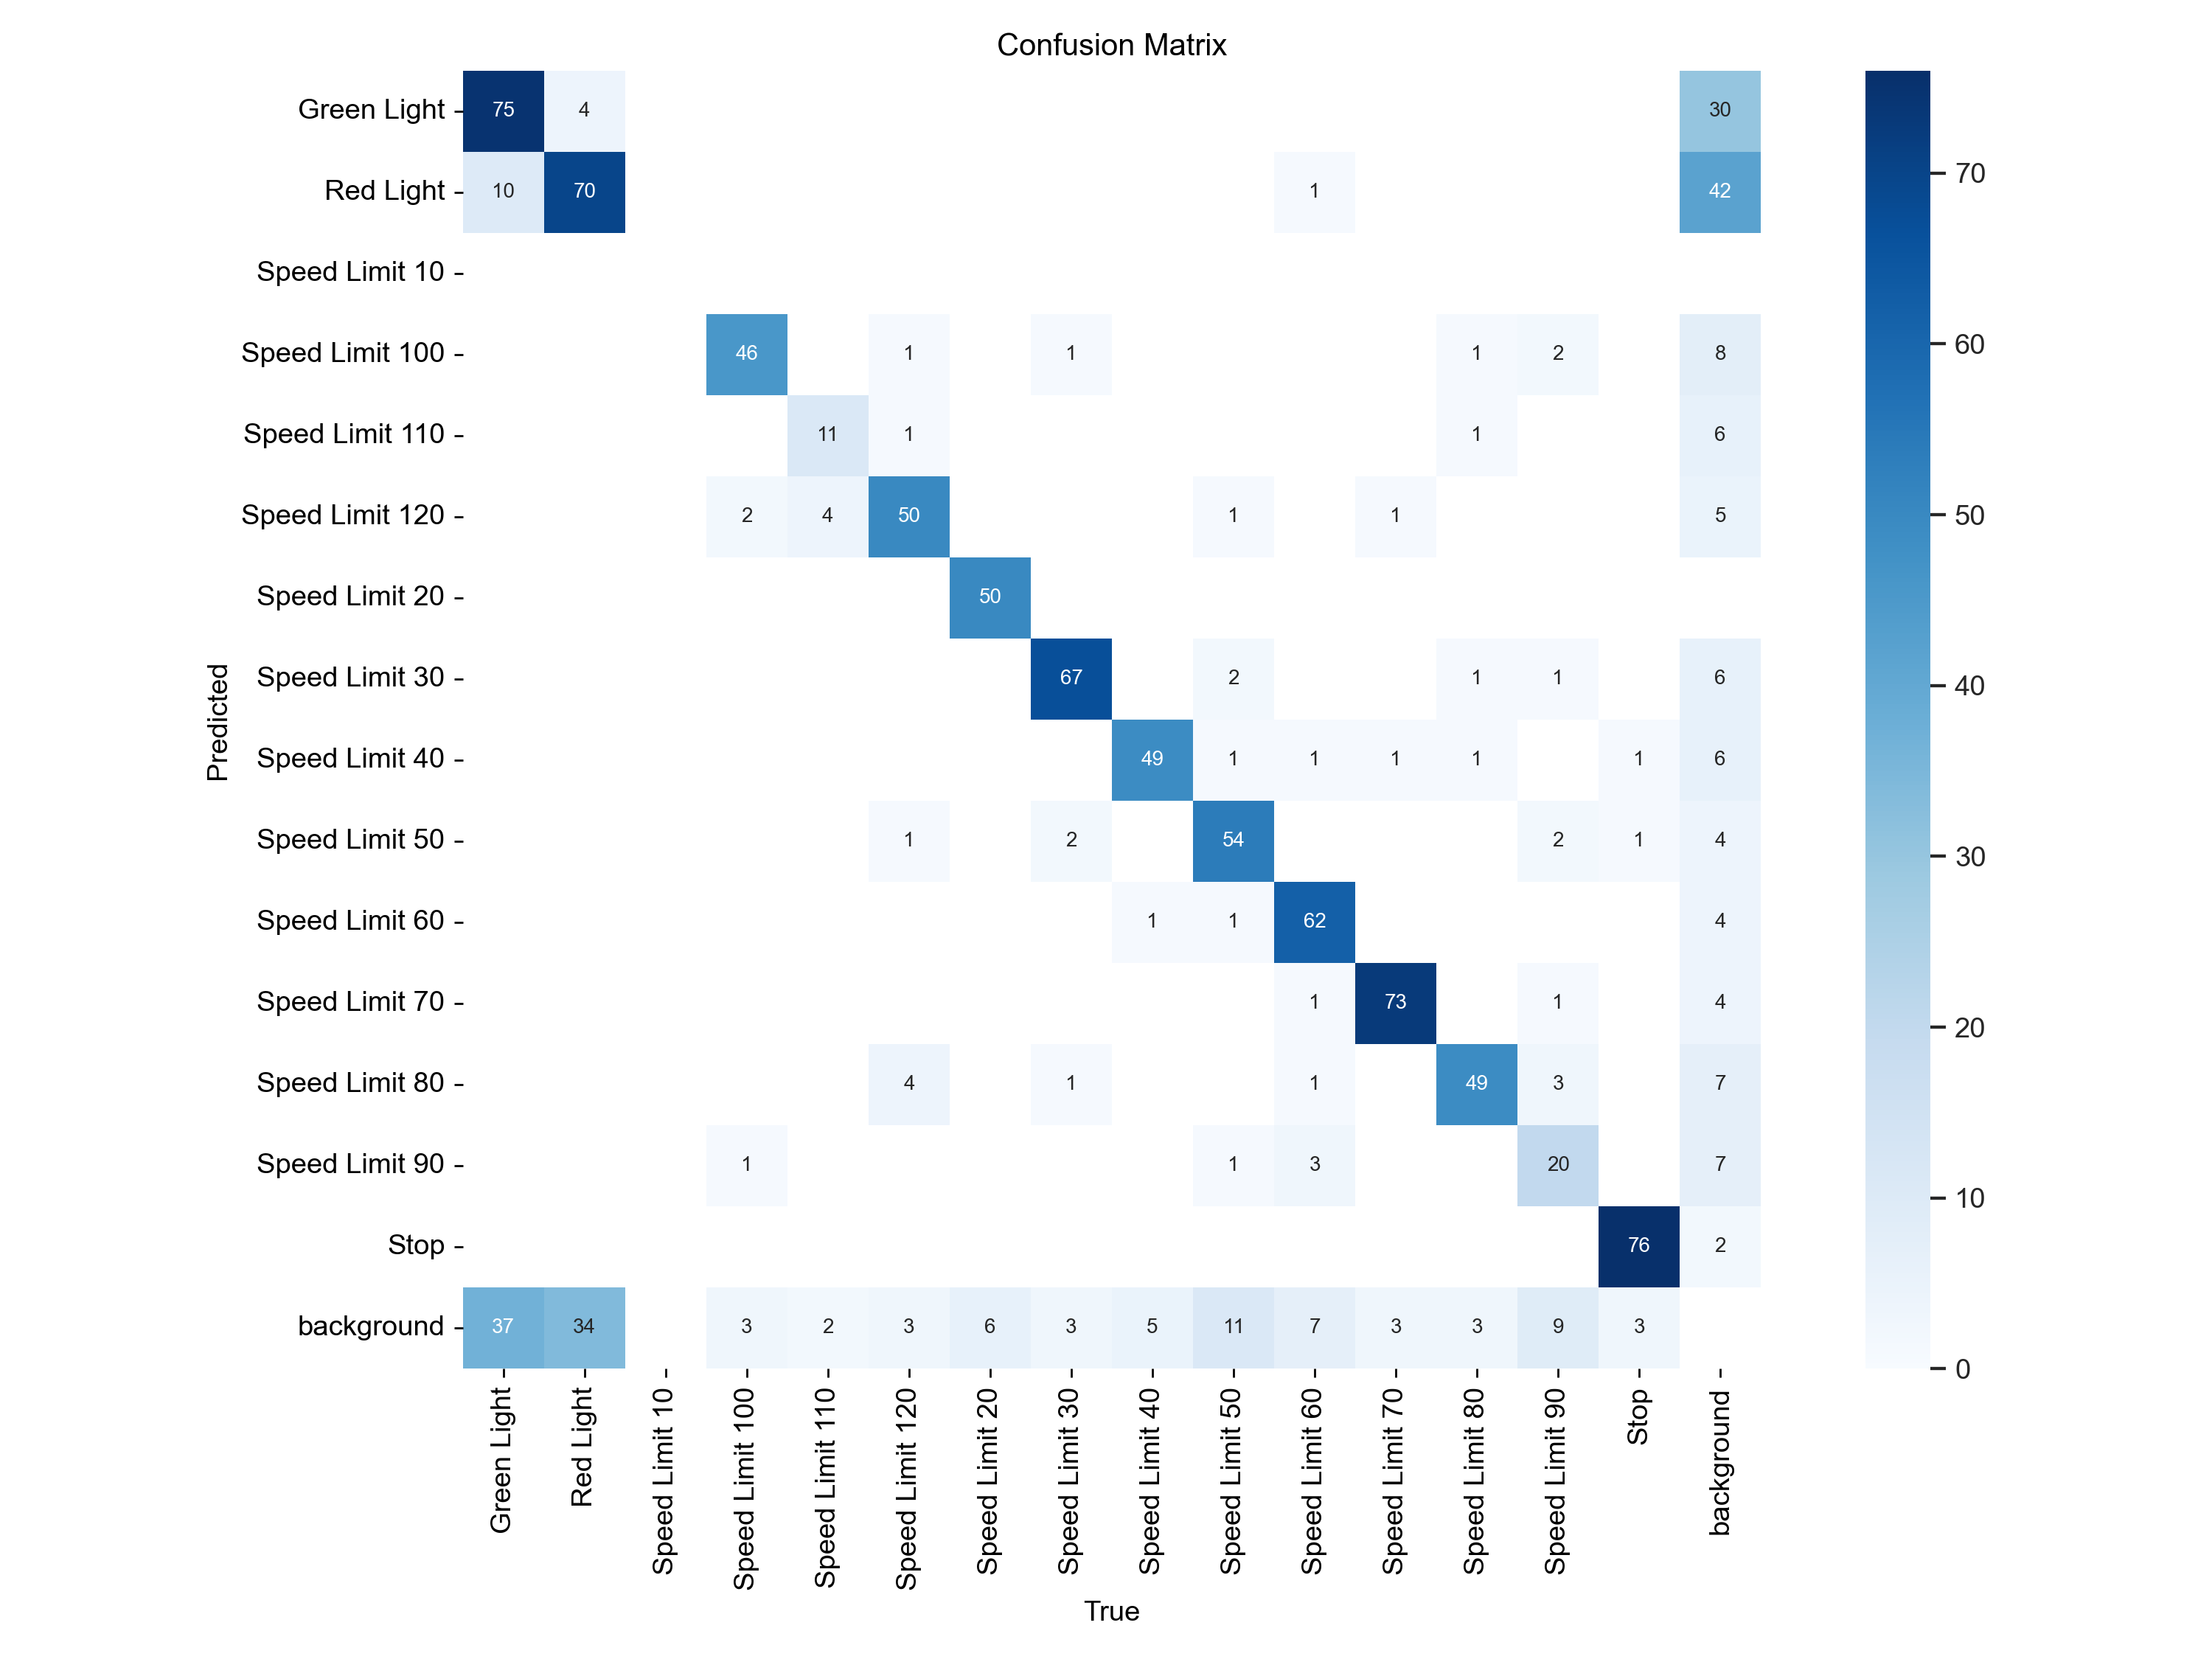 Confusion Matrix
Green Light 75 4 30
Red Light 10 70 1 42
Speed Limit 10
Speed Limit 100 46 1 1 1 2 8
Speed Limit 110 11 1 1 6
Speed Limit 120 2 4 50 1 1 5
Speed Limit 20 50
Speed Limit 30 67 2 1 1 6
Speed Limit 40 49 1 1 1 1 1 6
Speed Limit 50 1 2 54 2 1 4
Speed Limit 60 1 1 62 4
Speed Limit 70 1 73 1 4
Speed Limit 80 4 1 1 49 3 7
Speed Limit 90 1 1 3 20 7
Stop 76 2
background 37 34 3 2 3 6 3 5 11 7 3 3 9 3
Predicted
Green Light
Red Light
Speed Limit 10
Speed Limit 100
Speed Limit 110
Speed Limit 120
Speed Limit 20
Speed Limit 30
Speed Limit 40
Speed Limit 50
Speed Limit 60
Speed Limit 70
Speed Limit 80
Speed Limit 90
Stop
background
True
70
60
50
40
30
20
10
0